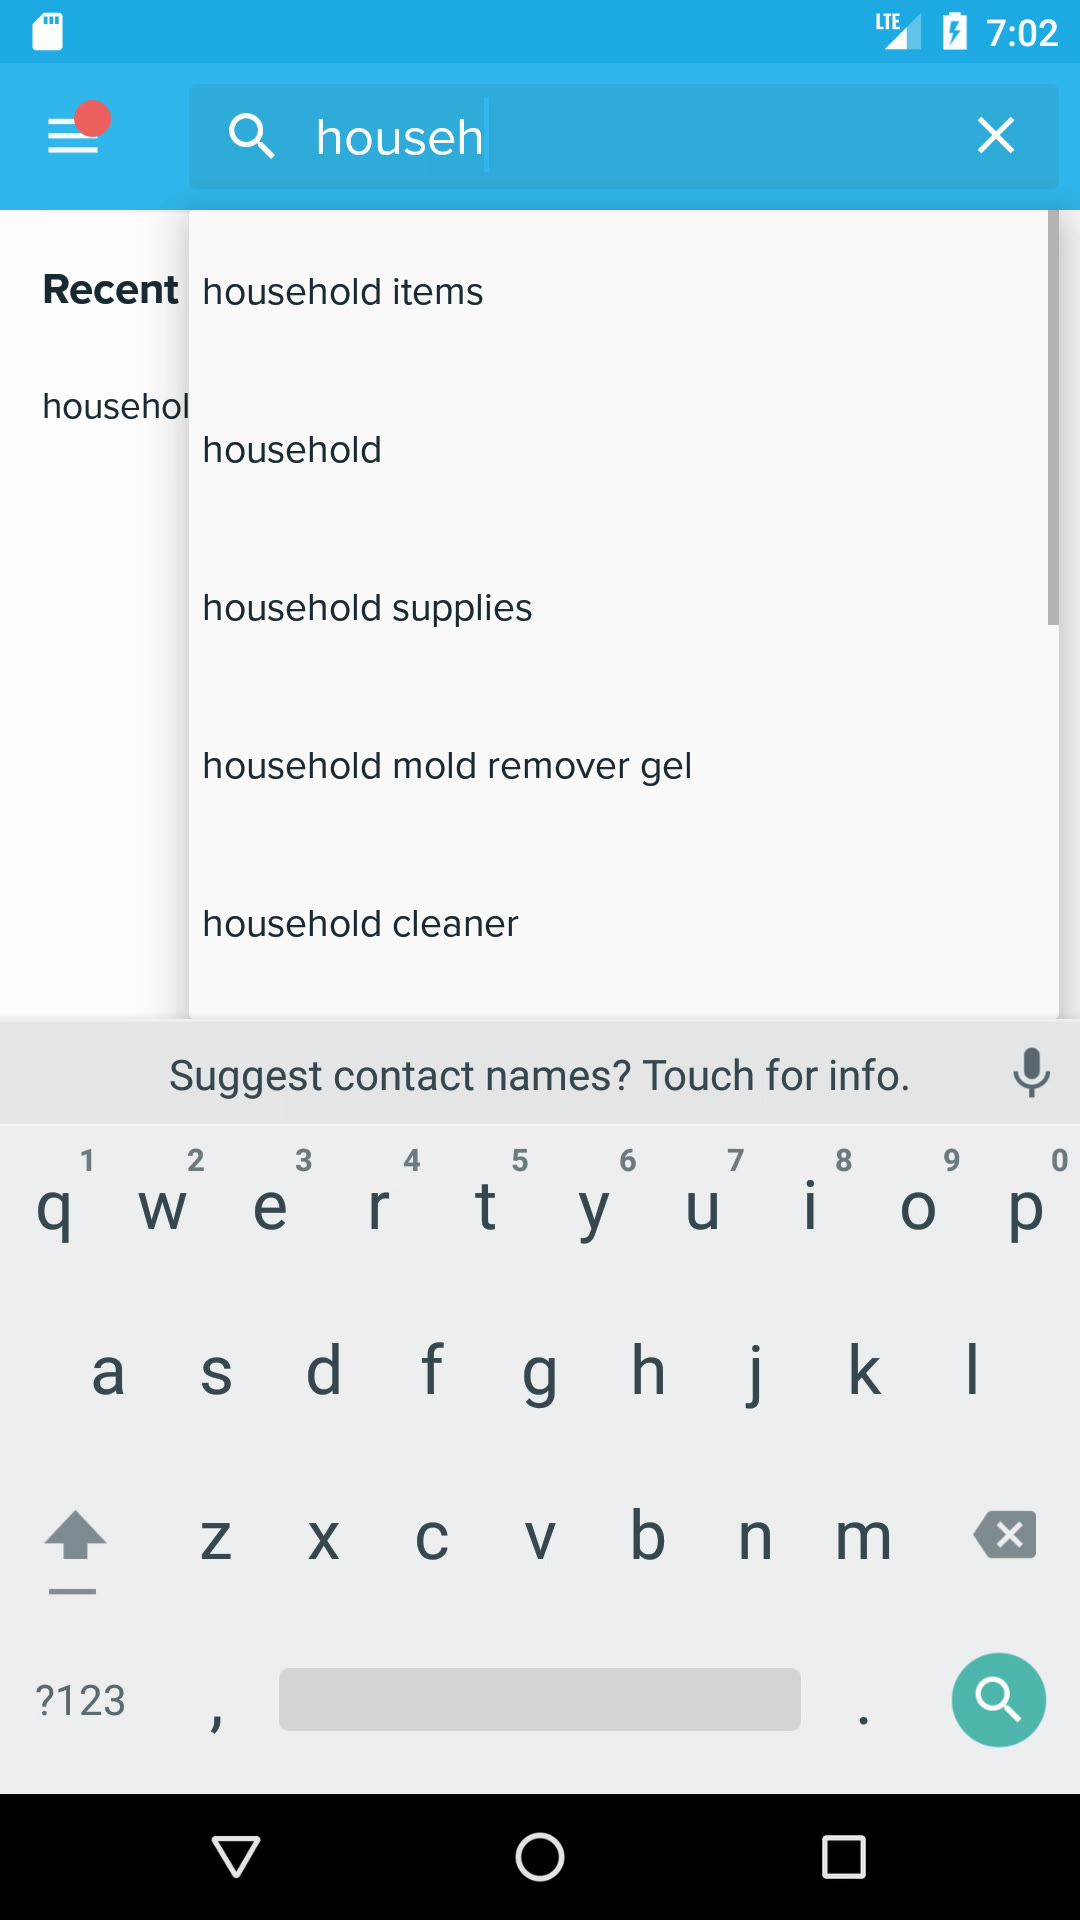 LTE 7:02
househ
Recent
househol
household items
household
household supplies
household mold remover gel
household cleaner
Suggest contact names? Touch for info.
1 2 3 4 5 6 7 8 9 0
q w e r t y u i o p
a s d f g h j k l
z x c v b n m
?123 , .